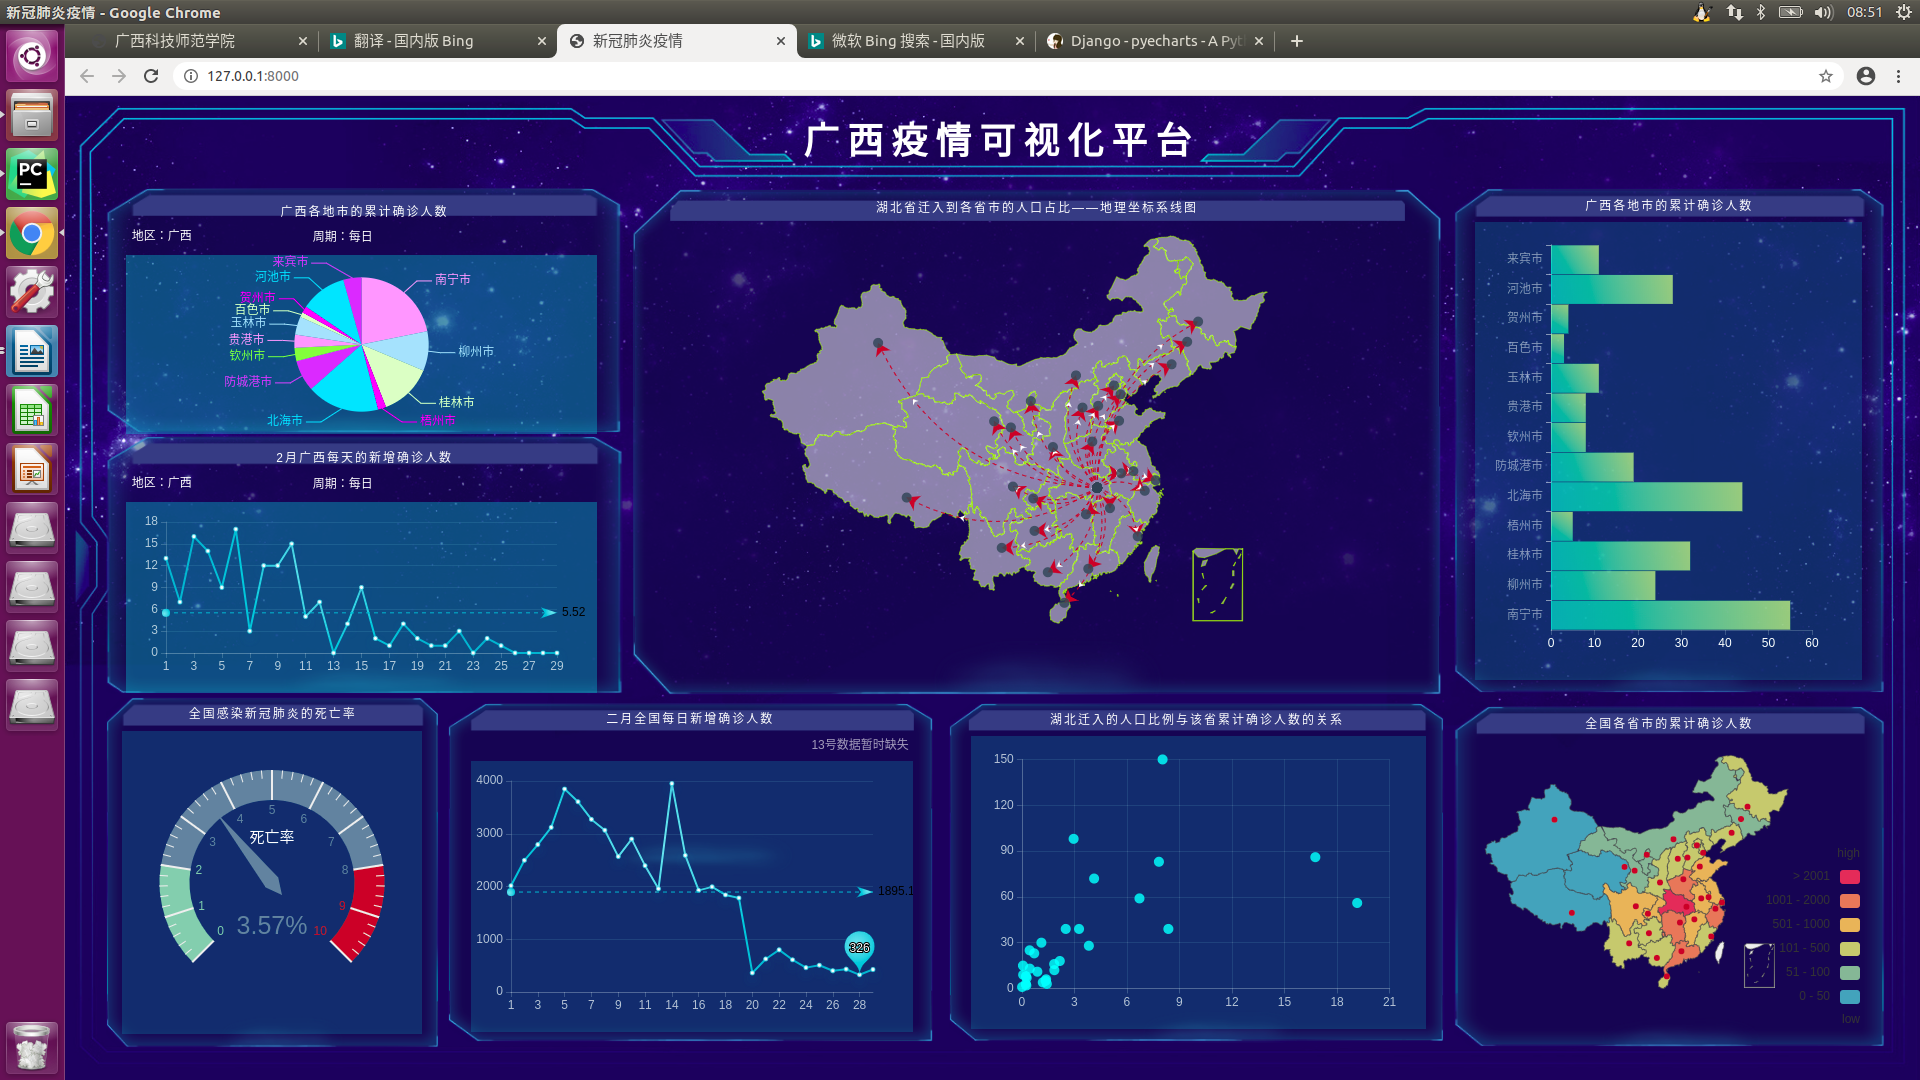 新冠肺炎疫情 - Google Chrome
08:51
广西科技师范学院
翻译 - 国内版 Bing
新冠肺炎疫情
微软 Bing 搜索 - 国内版
Django - pyecharts - A Pyt
127.0.0.1:8000
PC
广西疫情可视化平台
广西各地市的累计确诊人数
地区：广西
周期：每日
来宾市
河池市
贺州市
百色市
玉林市
贵港市
钦州市
防城港市
北海市
南宁市
柳州市
桂林市
梧州市
2月广西每天的新增确诊人数
地区：广西
周期：每日
18
15
12
9
6
3
0
5.52
1 3 5 7 9 11 13 15 17 19 21 23 25 27 29
湖北省迁入到各省市的人口占比——地理坐标系线图
广西各地市的累计确诊人数
来宾市
河池市
贺州市
百色市
玉林市
贵港市
钦州市
防城港市
北海市
梧州市
桂林市
柳州市
南宁市
0 10 20 30 40 50 60
全国感染新冠肺炎的死亡率
0 1 2 3 4 5 6 7 8 9 10
死亡率
3.57%
二月全国每日新增确诊人数
13号数据暂时缺失
4000
3000
2000
1000
0
1895.1
326
1 3 5 7 9 11 14 16 18 20 22 24 26 28
湖北迁入的人口比例与该省累计确诊人数的关系
150
120
90
60
30
0
0 3 6 9 12 15 18 21
全国各省市的累计确诊人数
high
> 2001
1001 - 2000
501 - 1000
101 - 500
51 - 100
0 - 50
low